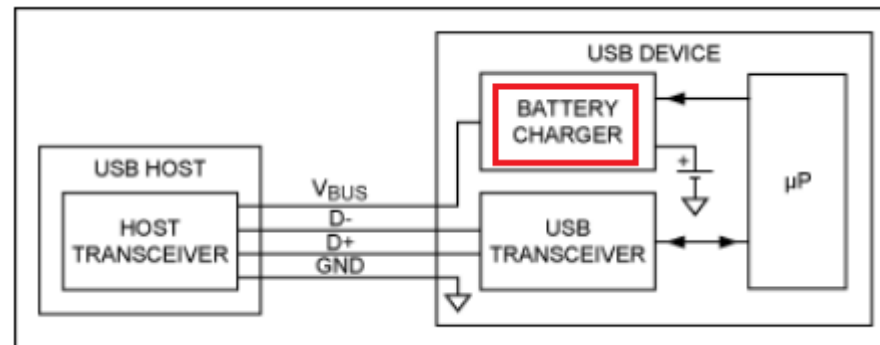 USB DEVICE
BATTERY
CHARGER
+
µP
USB HOST
VBUS
D-
D+
GND
HOST
TRANSCEIVER
USB
TRANSCEIVER